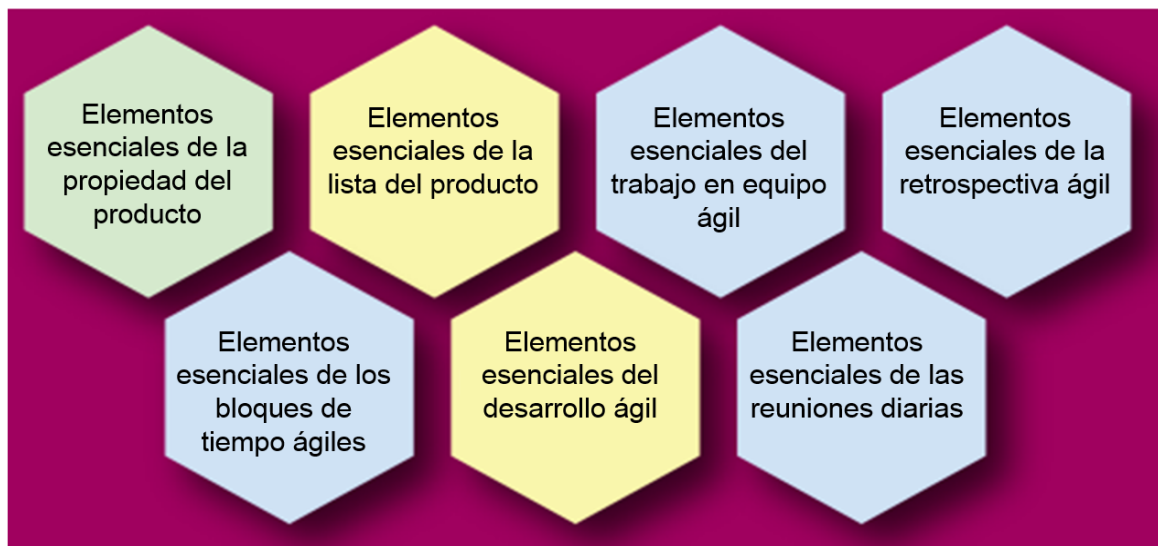 Elementos
esenciales de la
propiedad del
producto
Elementos
esenciales de la
lista del producto
Elementos
esenciales del
trabajo en equipo
ágil
Elementos
esenciales de la
retrospectiva ágil
Elementos
esenciales de los
bloques de
tiempo ágiles
Elementos
esenciales del
desarrollo ágil
Elementos
esenciales de las
reuniones diarias